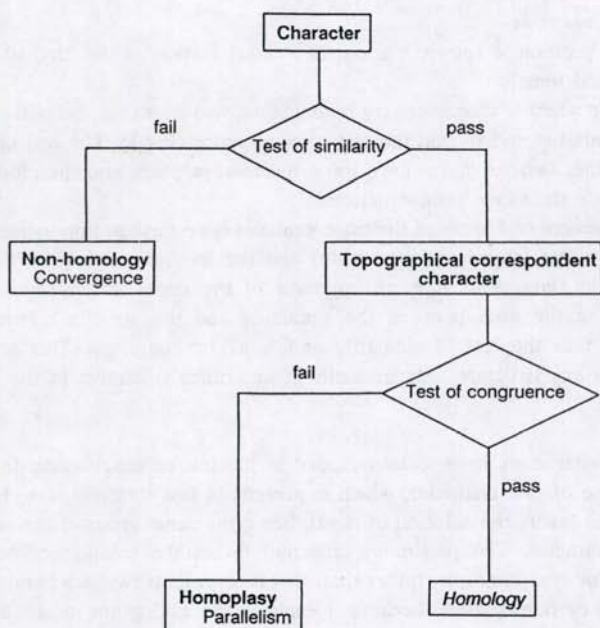 Character
fail
pass
Test of similarity
Non-homology
Convergence
Topographical correspondent
character
fail
Test of congruence
pass
Homoplasy
Parallelism
Homology